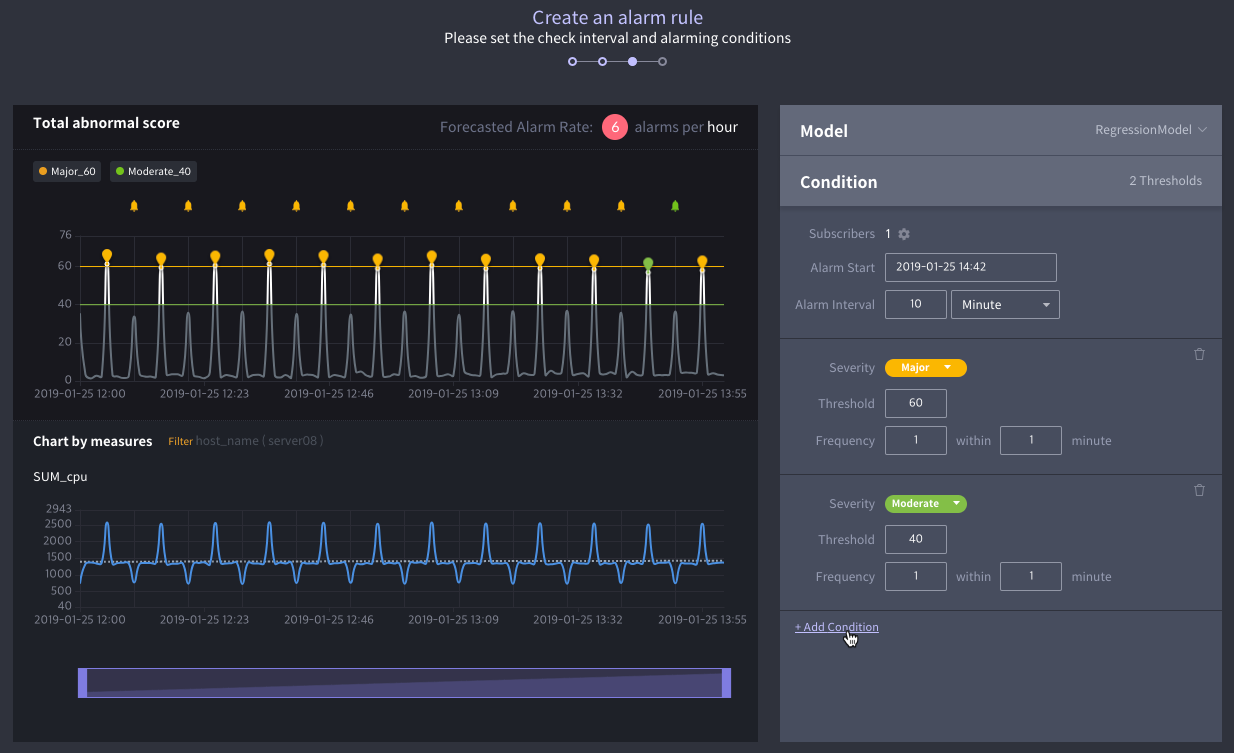 Create an alarm rule
Please set the check interval and alarming conditions
Total abnormal score
Forecasted Alarm Rate: 6 alarms per hour
Major_60 Moderate_40
76
60
40
20
0
2019-01-25 12:00 2019-01-25 12:23 2019-01-25 12:46 2019-01-25 13:09 2019-01-25 13:32 2019-01-25 13:55
Chart by measures Filter host_name ( server08 )
SUM_cpu
2943
2500
2000
1500
1000
500
40
2019-01-25 12:00 2019-01-25 12:23 2019-01-25 12:46 2019-01-25 13:09 2019-01-25 13:32 2019-01-25 13:55
Model RegressionModel
Condition 2 Thresholds
Subscribers 1
Alarm Start 2019-01-25 14:42
Alarm Interval 10 Minute
Severity Major
Threshold 60
Frequency 1 within 1 minute
Severity Moderate
Threshold 40
Frequency 1 within 1 minute
+ Add Condition